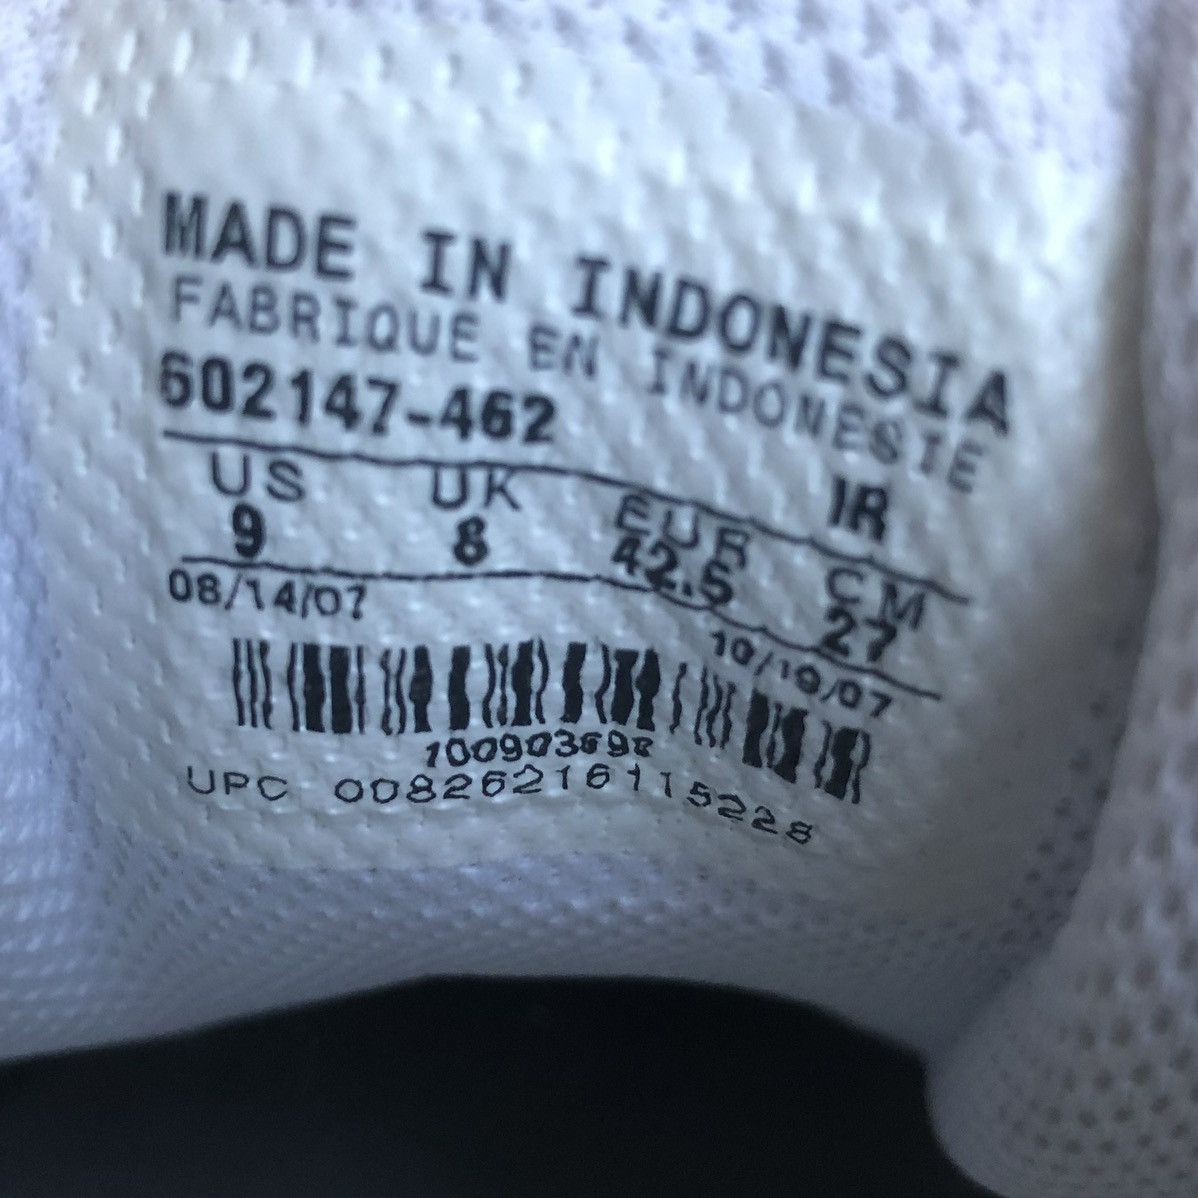 MADE IN INDONESIA
FABRIQUE EN INDONESIE
602147-462 IR
US UK EUR CM
9 8 42.5 27
08/14/07 10/19/07
UPC 00826216115228